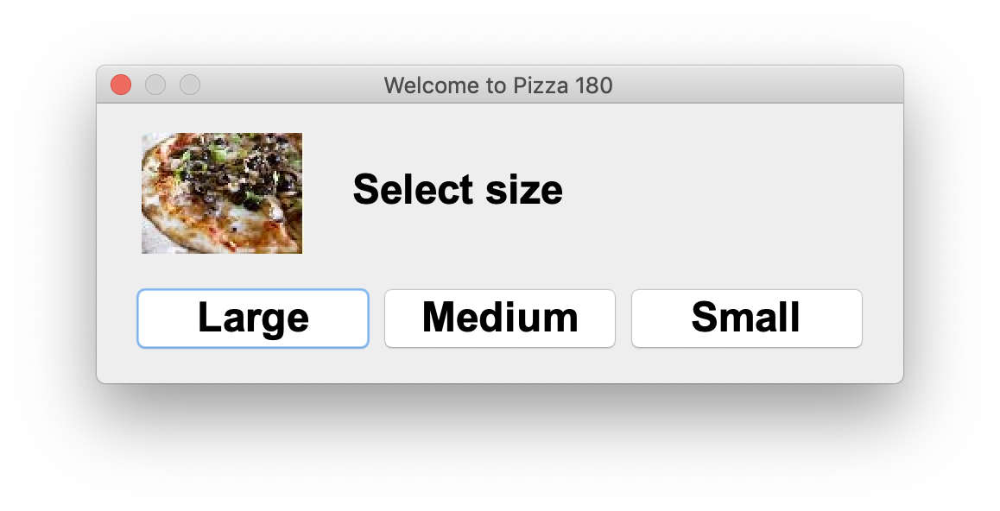 Welcome to Pizza 180
Select size
Large Medium Small